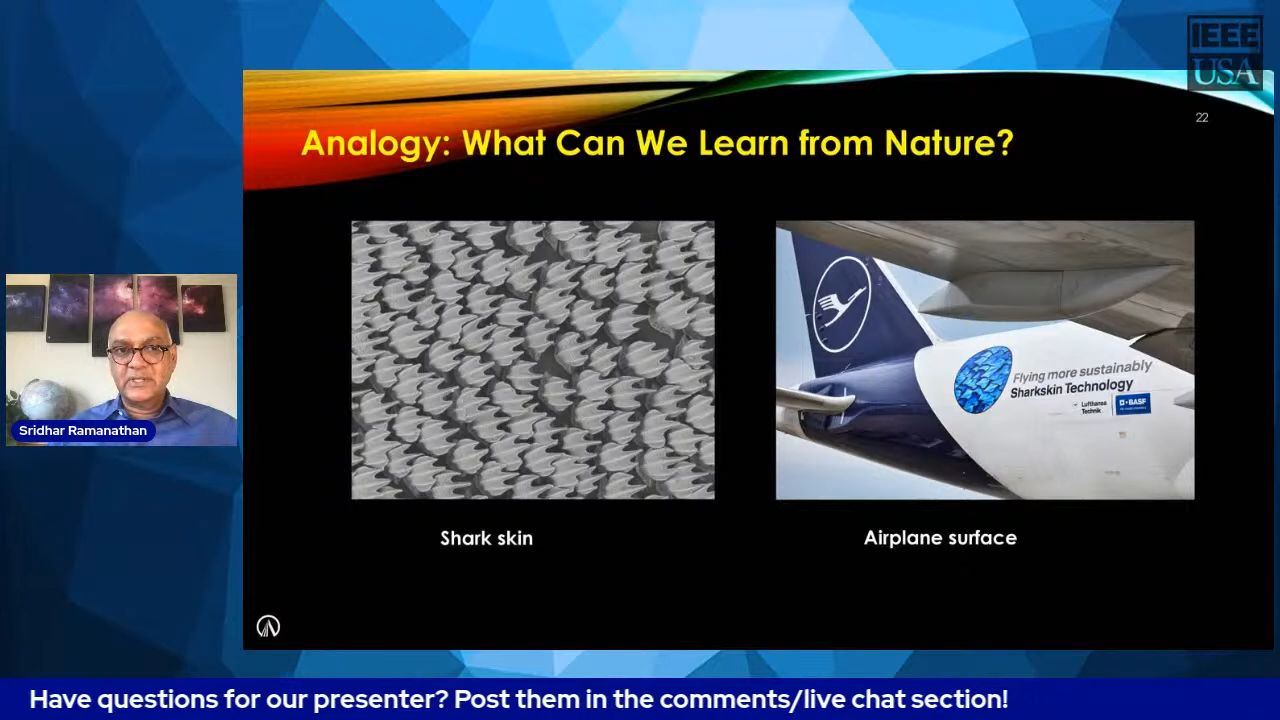 IEEE
USA
22
Analogy: What Can We Learn from Nature?
Flying more sustainably
Sharkskin Technology
Lufthansa
Technik
BASF
Sridhar Ramanathan
Shark skin
Airplane surface
Have questions for our presenter? Post them in the comments/live chat section!